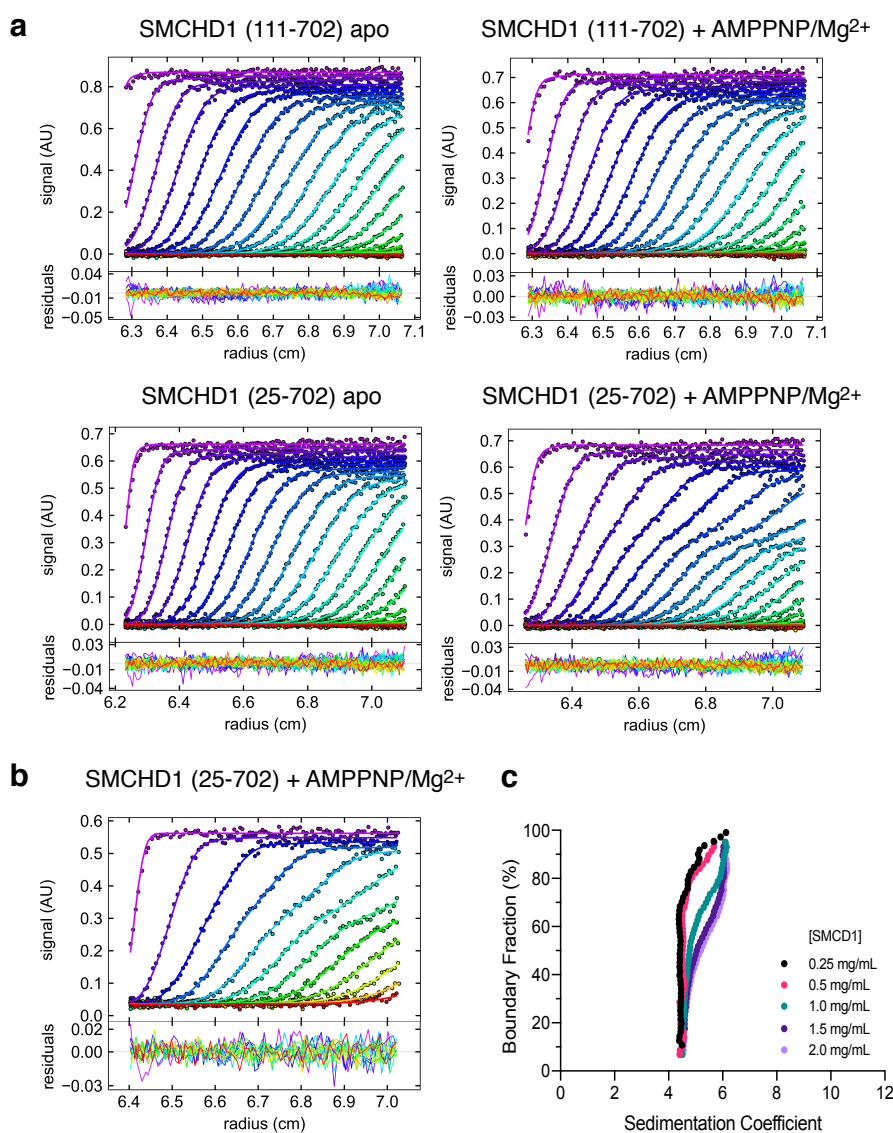 a
SMCHD1 (111-702) apo
signal (AU)
0.8
0.6
0.4
0.2
0.0
residuals
0.04
−0.01
−0.05
6.3 6.4 6.5 6.6 6.7 6.8 6.9 7.0 7.1
radius (cm)
SMCHD1 (111-702) + AMPPNP/Mg2+
signal (AU)
0.7
0.6
0.5
0.4
0.3
0.2
0.1
0.0
residuals
0.03
0.00
−0.03
6.3 6.4 6.5 6.6 6.7 6.8 6.9 7.0 7.1
radius (cm)
SMCHD1 (25-702) apo
signal (AU)
0.7
0.6
0.5
0.4
0.3
0.2
0.1
0.0
residuals
0.03
−0.01
−0.04
6.2 6.4 6.6 6.8 7.0
radius (cm)
SMCHD1 (25-702) + AMPPNP/Mg2+
signal (AU)
0.7
0.6
0.5
0.4
0.3
0.2
0.1
0.0
residuals
0.03
−0.01
−0.04
6.4 6.6 6.8 7.0
radius (cm)
b
SMCHD1 (25-702) + AMPPNP/Mg2+
signal (AU)
0.6
0.5
0.4
0.3
0.2
0.1
0.0
residuals
0.02
0.00
−0.03
6.4 6.5 6.6 6.7 6.8 6.9 7.0
radius (cm)
c
Boundary Fraction (%)
100
80
60
40
20
0
0 2 4 6 8 10 12
Sedimentation Coefficient
[SMCD1]
0.25 mg/mL
0.5 mg/mL
1.0 mg/mL
1.5 mg/mL
2.0 mg/mL